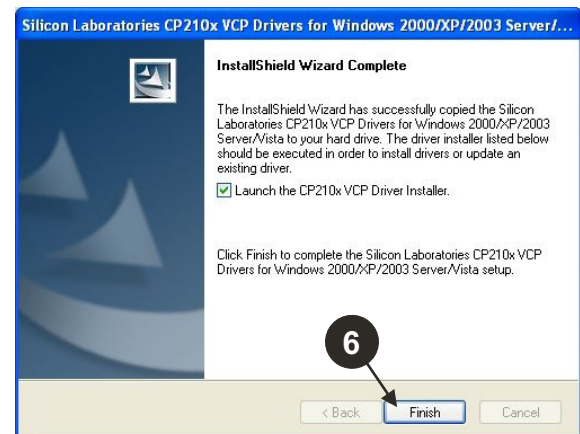 Silicon Laboratories CP210x VCP Drivers for Windows 2000/XP/2003 Server/...
InstallShield Wizard Complete
The InstallShield Wizard has successfully copied the Silicon
Laboratories CP210x VCP Drivers for Windows 2000/XP/2003
Server/Vista to your hard drive. The driver installer listed below
should be executed in order to install drivers or update an
existing driver.
Launch the CP210x VCP Driver Installer.
Click Finish to complete the Silicon Laboratories CP210x VCP
Drivers for Windows 2000/XP/2003 Server/Vista setup.
6
< Back Finish Cancel